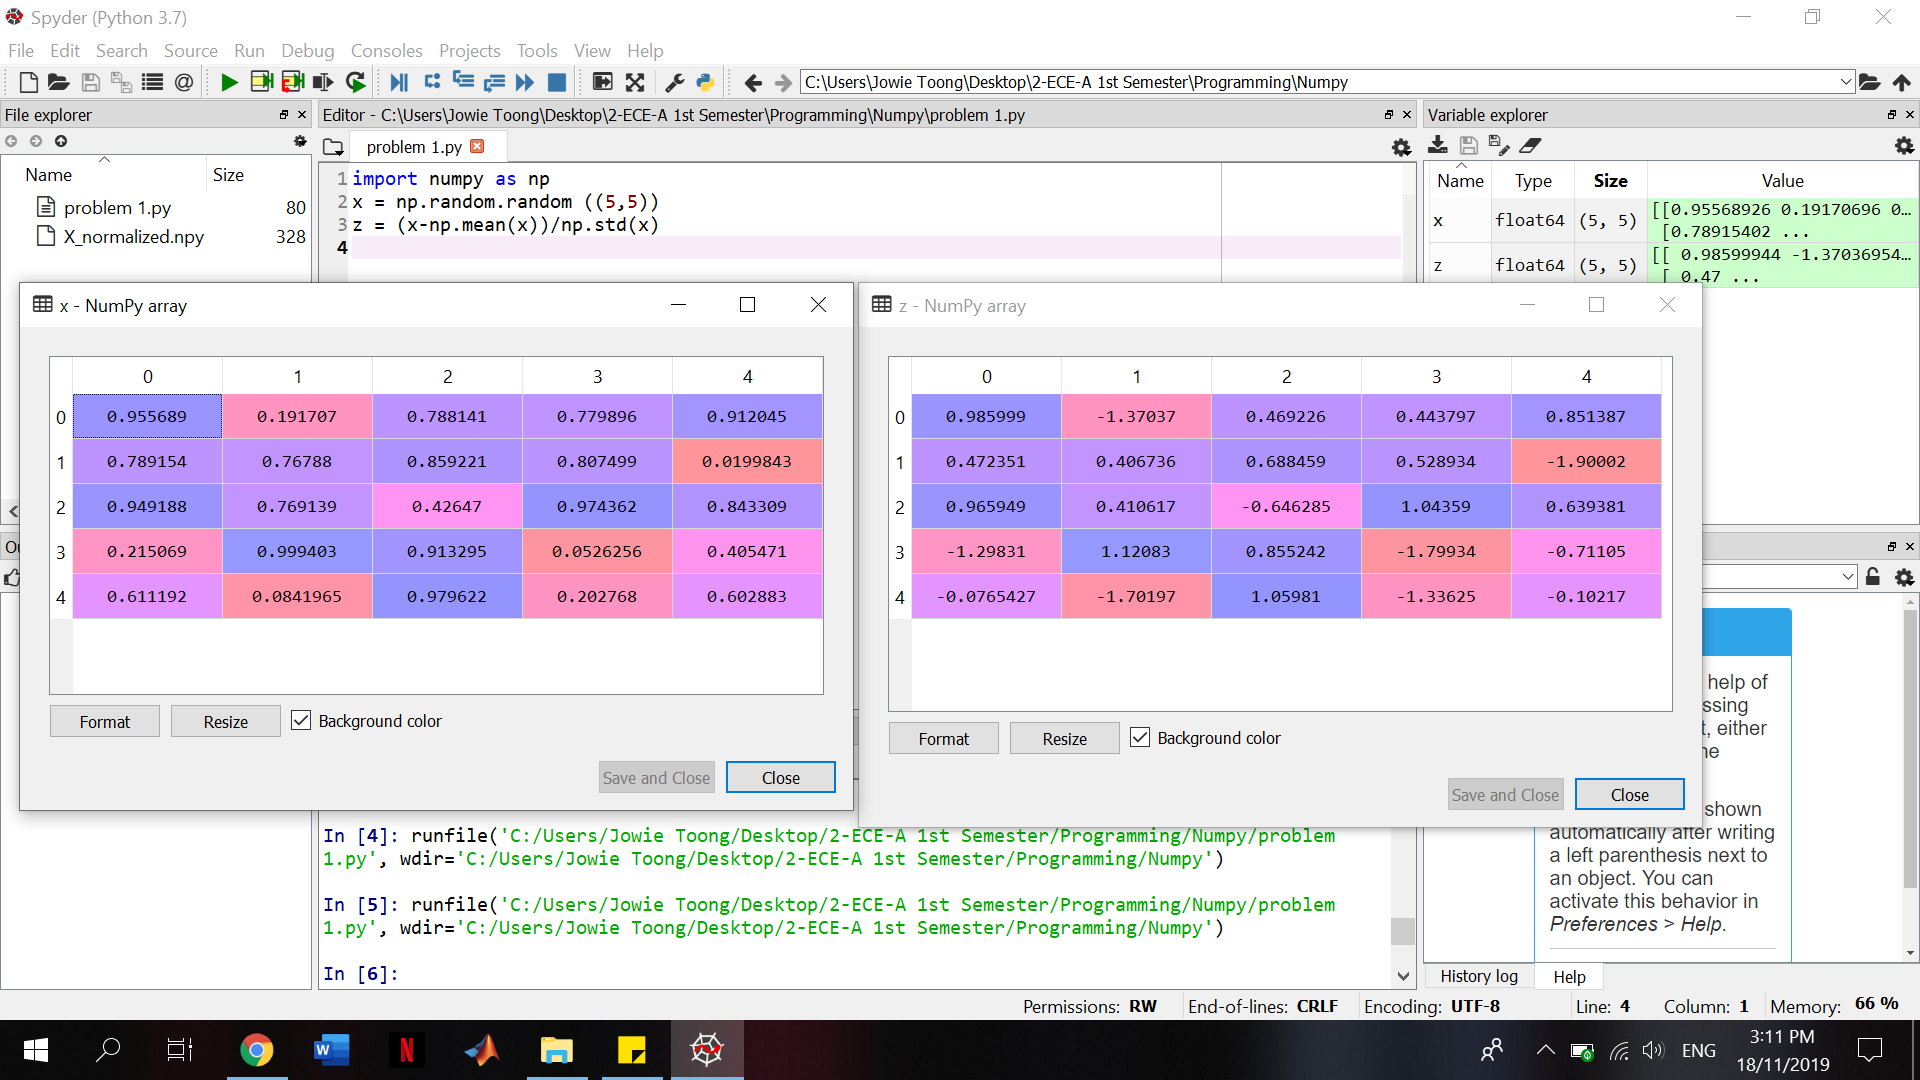 Spyder (Python 3.7)
File Edit Search Source Run Debug Consoles Projects Tools View Help
C:\Users\Jowie Toong\Desktop\2-ECE-A 1st Semester\Programming\Numpy
File explorer
Name Size
problem 1.py 80
X_normalized.npy 328
Editor - C:\Users\Jowie Toong\Desktop\2-ECE-A 1st Semester\Programming\Numpy\problem 1.py
problem 1.py
1 import numpy as np
2 x = np.random.random ((5,5))
3 z = (x-np.mean(x))/np.std(x)
4
Variable explorer
Name Type Size Value
x float64 (5, 5) [[0.95568926 0.19170696 0...
[0.78915402 ...
z float64 (5, 5) [[ 0.98599944 -1.37036954...
[ 0.47 ...
x - NumPy array
0 1 2 3 4
0 0.955689 0.191707 0.788141 0.779896 0.912045
1 0.789154 0.76788 0.859221 0.807499 0.0199843
2 0.949188 0.769139 0.42647 0.974362 0.843309
3 0.215069 0.999403 0.913295 0.0526256 0.405471
4 0.611192 0.0841965 0.979622 0.202768 0.602883
Format Resize Background color
Save and Close Close
z - NumPy array
0 1 2 3 4
0 0.985999 -1.37037 0.469226 0.443797 0.851387
1 0.472351 0.406736 0.688459 0.528934 -1.90002
2 0.965949 0.410617 -0.646285 1.04359 0.639381
3 -1.29831 1.12083 0.855242 -1.79934 -0.71105
4 -0.0765427 -1.70197 1.05981 -1.33625 -0.10217
Format Resize Background color
Save and Close Close
Ou
help of
ssing
t, either
ne
shown
automatically after writing
a left parenthesis next to
an object. You can
activate this behavior in
Preferences > Help.
History log Help
In [4]: runfile('C:/Users/Jowie Toong/Desktop/2-ECE-A 1st Semester/Programming/Numpy/problem
1.py', wdir='C:/Users/Jowie Toong/Desktop/2-ECE-A 1st Semester/Programming/Numpy')
In [5]: runfile('C:/Users/Jowie Toong/Desktop/2-ECE-A 1st Semester/Programming/Numpy/problem
1.py', wdir='C:/Users/Jowie Toong/Desktop/2-ECE-A 1st Semester/Programming/Numpy')
In [6]:
Permissions: RW End-of-lines: CRLF Encoding: UTF-8 Line: 4 Column: 1 Memory: 66 %
W N ENG 3:11 PM
18/11/2019